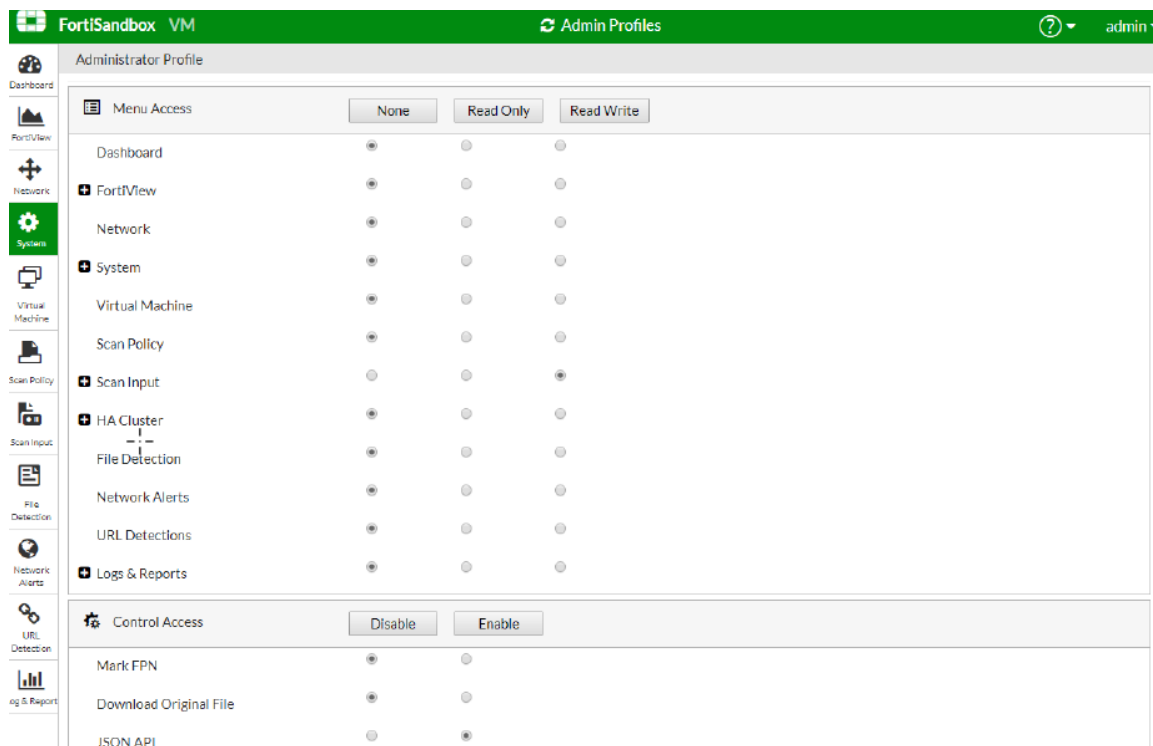 FortiSandbox VM
Admin Profiles
admin
Dashboard
FortiView
Network
System
Virtual
Machine
Scan Policy
Scan Input
File
Detection
Network
Alerts
URL
Detection
og & Report
Administrator Profile
Menu Access None Read Only Read Write
Dashboard
FortiView
Network
System
Virtual Machine
Scan Policy
Scan Input
HA Cluster
File Detection
Network Alerts
URL Detections
Logs & Reports
Control Access Disable Enable
Mark FPN
Download Original File
JSON API